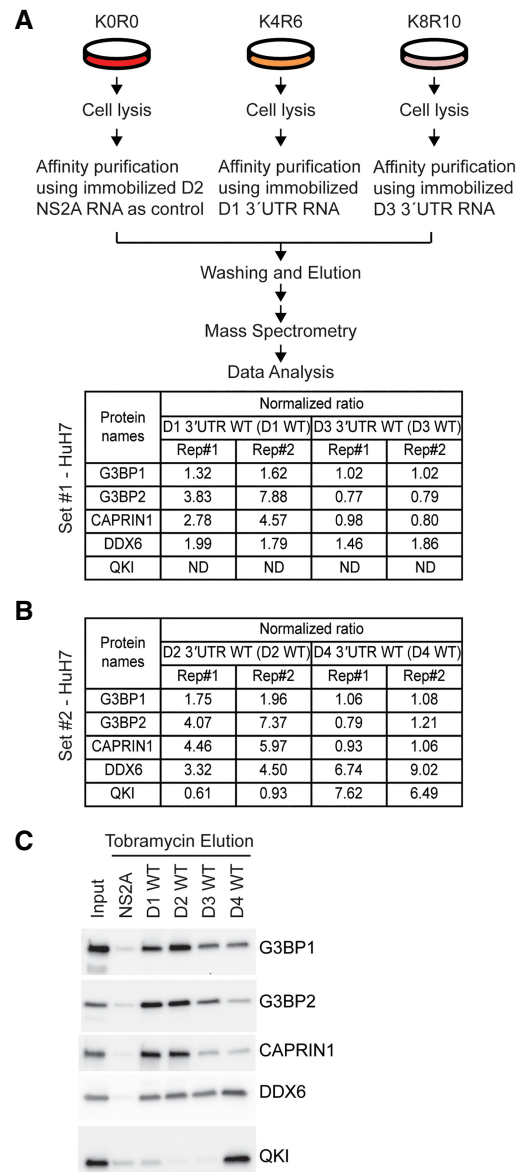 A
K0R0 K4R6 K8R10
Cell lysis Cell lysis Cell lysis
Affinity purification Affinity purification Affinity purification
using immobilized D2 using immobilized using immobilized
NS2A RNA as control D1 3´UTR RNA D3 3´UTR RNA
Washing and Elution
Mass Spectrometry
Data Analysis
Set #1 - HuH7
Protein names Normalized ratio
D1 3'UTR WT (D1 WT) D3 3'UTR WT (D3 WT)
Rep#1 Rep#2 Rep#1 Rep#2
G3BP1 1.32 1.62 1.02 1.02
G3BP2 3.83 7.88 0.77 0.79
CAPRIN1 2.78 4.57 0.98 0.80
DDX6 1.99 1.79 1.46 1.86
QKI ND ND ND ND
B
Set #2 - HuH7
Protein names Normalized ratio
D2 3'UTR WT (D2 WT) D4 3'UTR WT (D4 WT)
Rep#1 Rep#2 Rep#1 Rep#2
G3BP1 1.75 1.96 1.06 1.08
G3BP2 4.07 7.37 0.79 1.21
CAPRIN1 4.46 5.97 0.93 1.06
DDX6 3.32 4.50 6.74 9.02
QKI 0.61 0.93 7.62 6.49
C
Tobramycin Elution
Input NS2A D1 WT D2 WT D3 WT D4 WT
G3BP1
G3BP2
CAPRIN1
DDX6
QKI